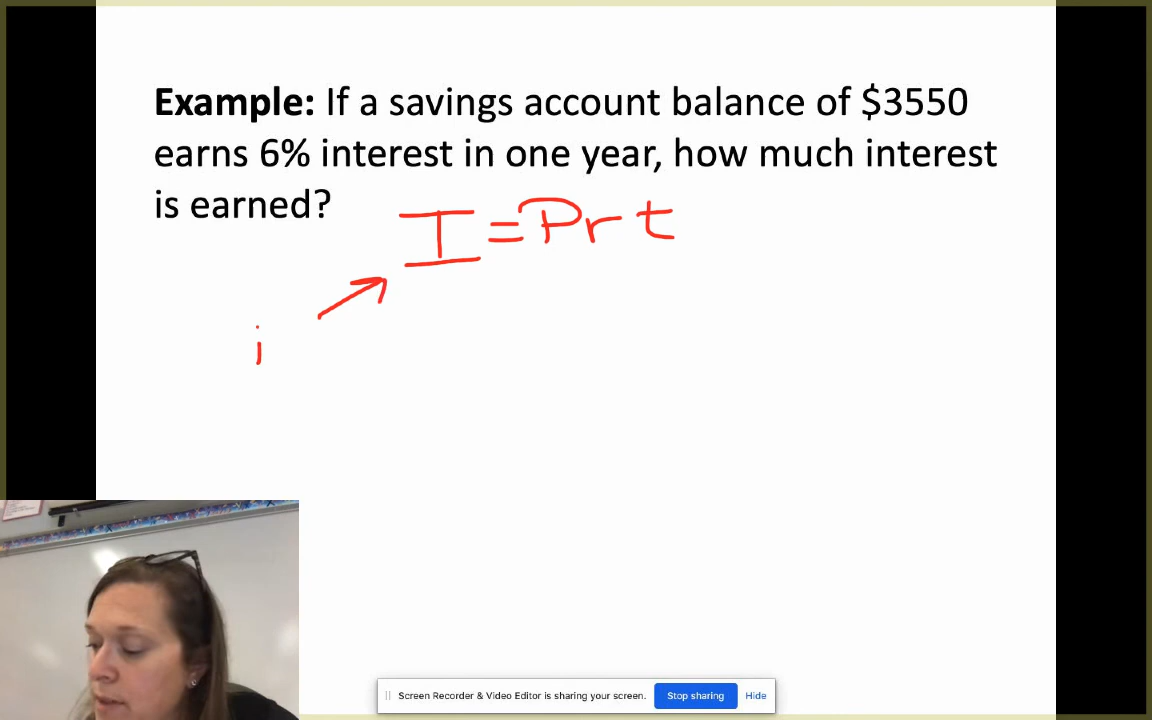 Example: If a savings account balance of $3550
earns 6% interest in one year, how much interest
is earned?
I = Prt
i
Screen Recorder & Video Editor is sharing your screen. Stop sharing Hide